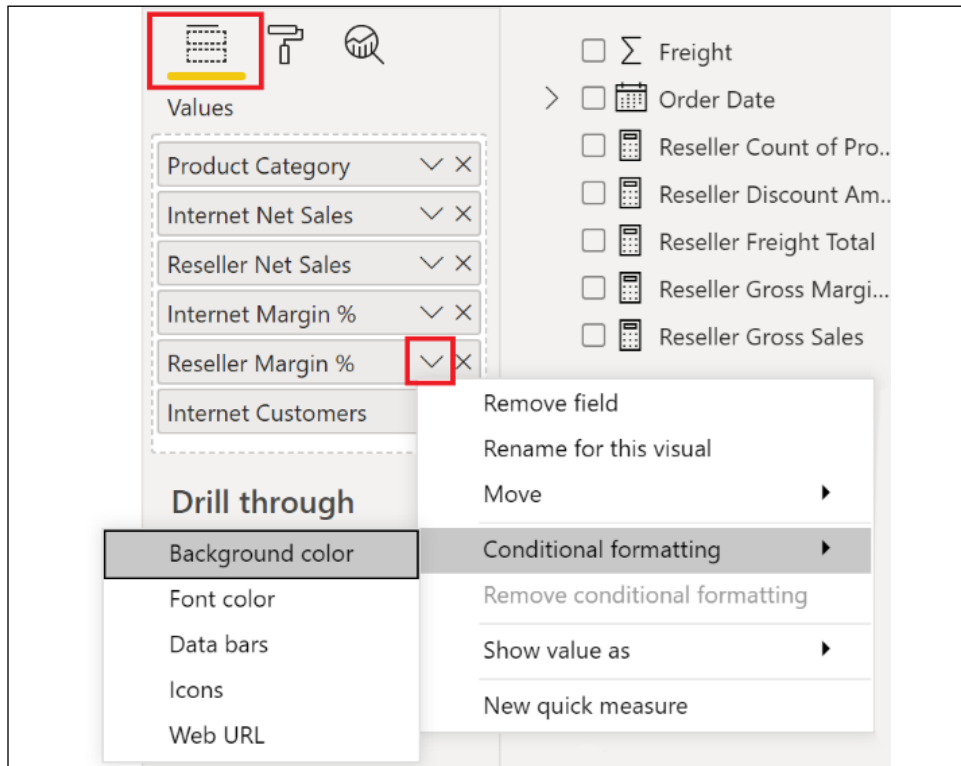 Values
Product Category
Internet Net Sales
Reseller Net Sales
Internet Margin %
Reseller Margin %
Internet Customers
Drill through
Freight
Order Date
Reseller Count of Pro..
Reseller Discount Am..
Reseller Freight Total
Reseller Gross Margi...
Reseller Gross Sales
Remove field
Rename for this visual
Move
Conditional formatting
Remove conditional formatting
Show value as
New quick measure
Background color
Font color
Data bars
Icons
Web URL